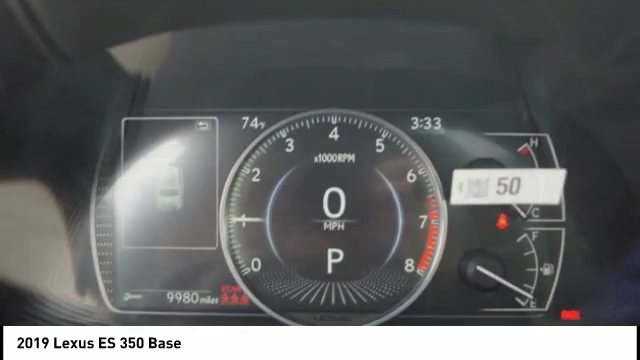 74°F
3:33
x1000RPM
0 1 2 3 4 5 6 7 8
0
MPH
P
50
H
C
F
E
9980 miles
2019 Lexus ES 350 Base